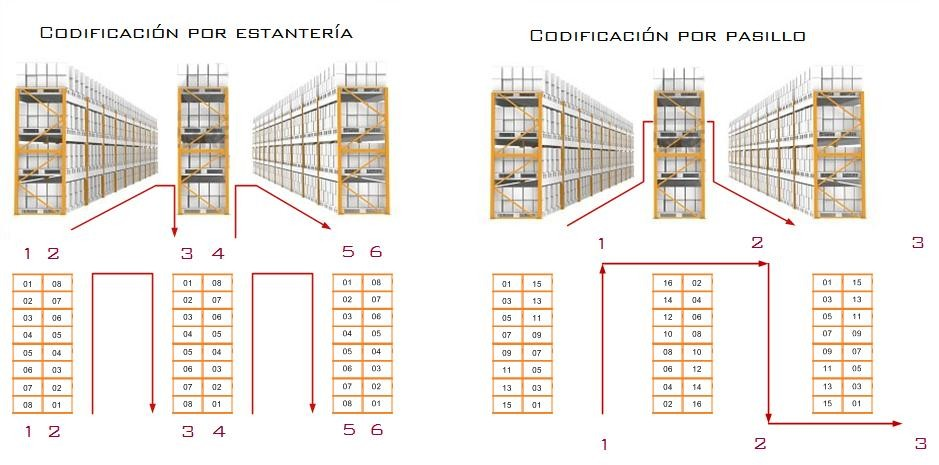 Codificación por estantería
Codificación por pasillo
1 2 3 4 5 6
1 2 3
01 08 01 08 01 08
02 07 02 07 02 07
03 06 03 06 03 06
04 05 04 05 04 05
05 04 05 04 05 04
06 03 06 03 06 03
07 02 07 02 07 02
08 01 08 01 08 01
1 2 3 4 5 6
01 15 16 02 01 15
03 13 14 04 03 13
05 11 12 06 05 11
07 09 10 08 07 09
09 07 08 10 09 07
11 05 06 12 11 05
13 03 04 14 13 03
15 01 02 16 15 01
1 2 3